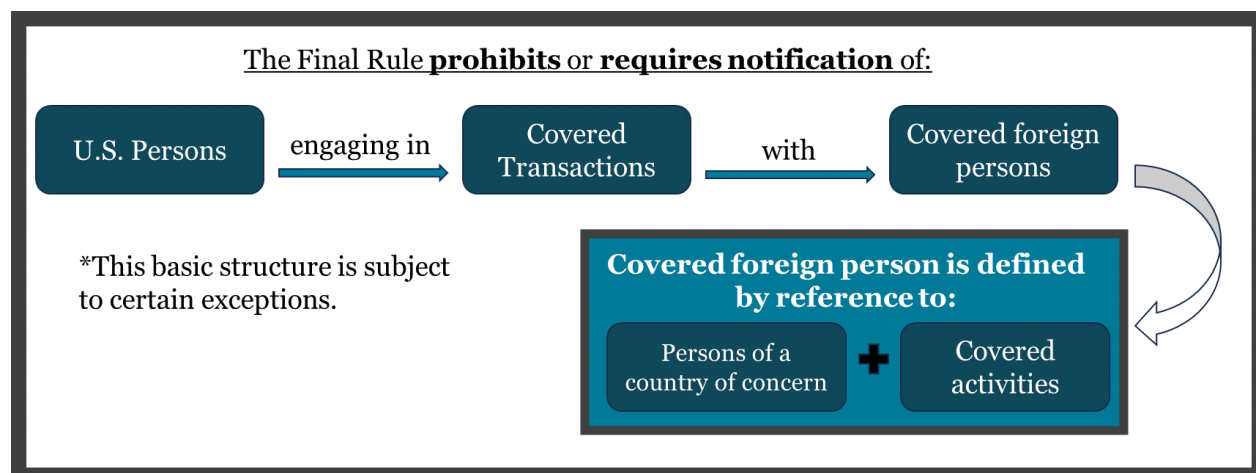 The Final Rule prohibits or requires notification of:
U.S. Persons
engaging in
Covered
Transactions
with
Covered foreign
persons
*This basic structure is subject
to certain exceptions.
Covered foreign person is defined
by reference to:
Persons of a
country of concern
Covered
activities